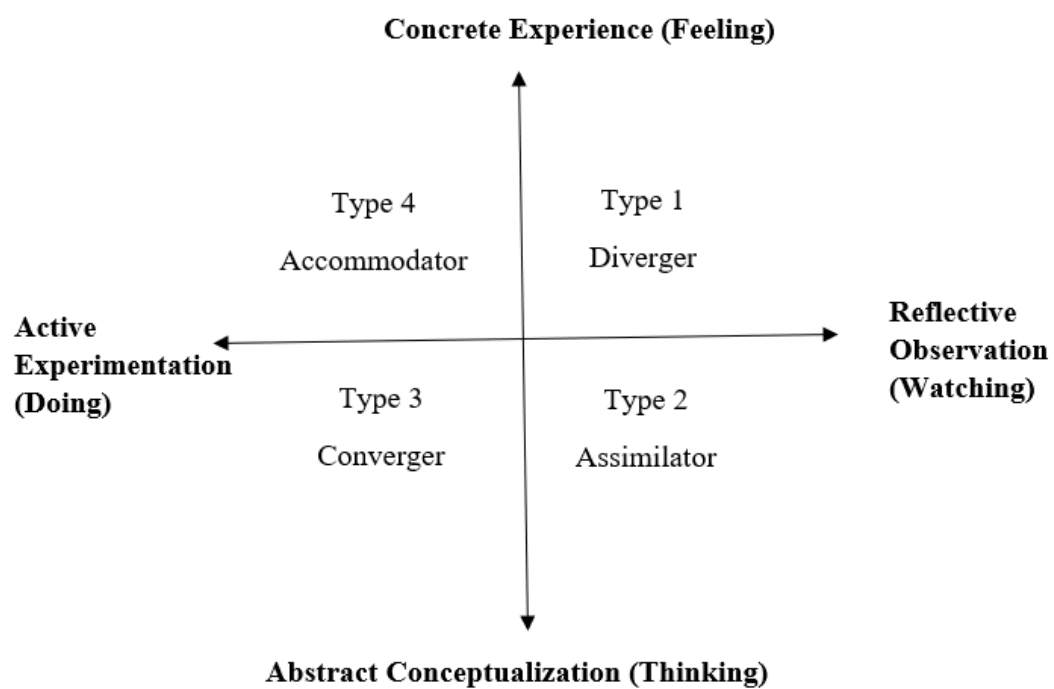 Concrete Experience (Feeling)
Type 4
Accommodator
Type 1
Diverger
Active
Experimentation
(Doing)
Reflective
Observation
(Watching)
Type 3
Converger
Type 2
Assimilator
Abstract Conceptualization (Thinking)